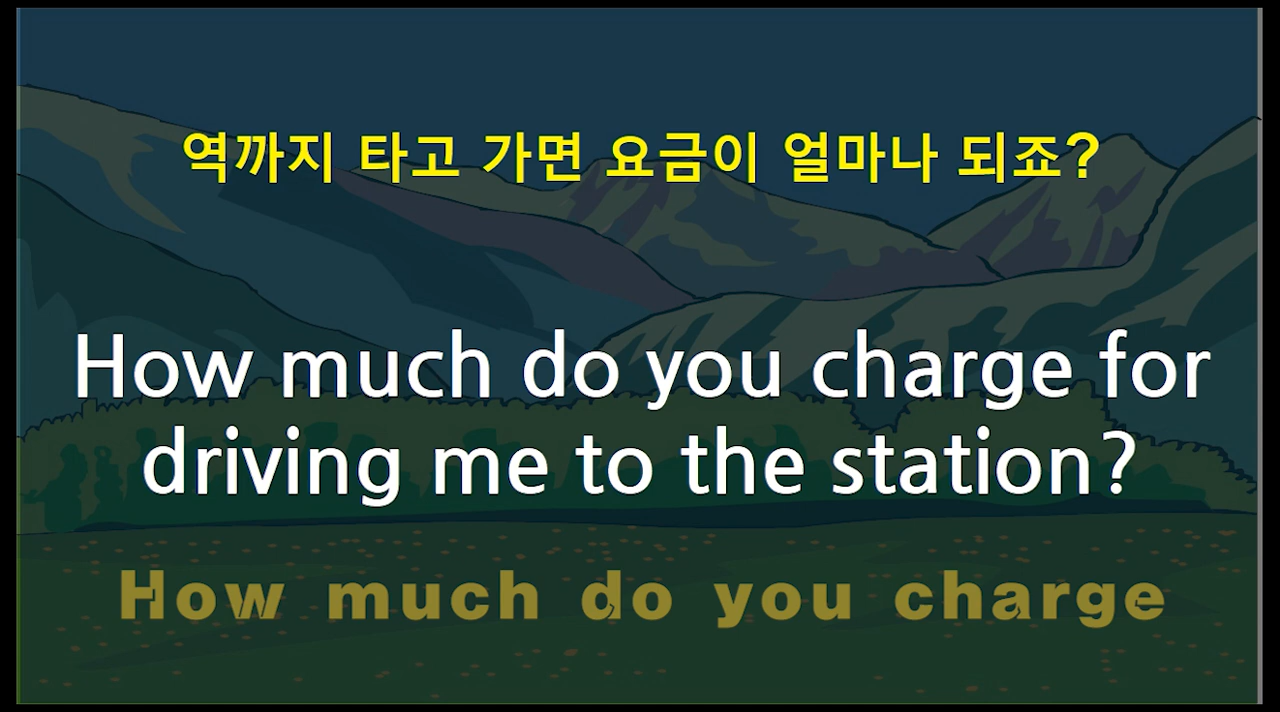 역까지 타고 가면 요금이 얼마나 되죠?
How much do you charge for
driving me to the station?
How much do you charge